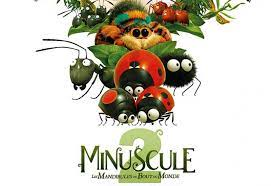 MINUSCULE
2
LES MANDIBULES DU BOUT DU MONDE